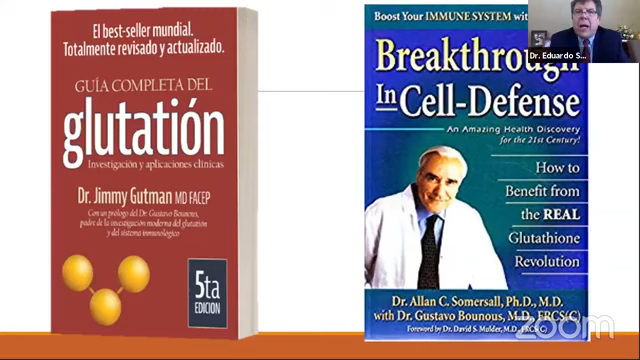 El best-seller mundial.
Totalmente revisado y actualizado.
GUÍA COMPLETA DEL
glutatión
Investigación y aplicaciones clínicas
Dr. Jimmy Gutman MD FACEP
Con un prólogo del Dr. Gustavo Bounous,
padre de la investigación moderna del glutatión
y del sistema inmunológico
5ta
EDICION
Boost Your IMMUNE SYSTEM wit
Breakthrough
In Cell-Defense
An Amazing Health Discovery
for the 21st Century!
How to
Benefit from
the REAL
Glutathione
Revolution
Dr. Allan C. Somersall, Ph.D., M.D.
with Dr. Gustavo Bounous, M.D., FRCS(C)
Foreword by Dr. David S. Mulder, M.D., FRCS(C)
Dr. Eduardo S...
zoom